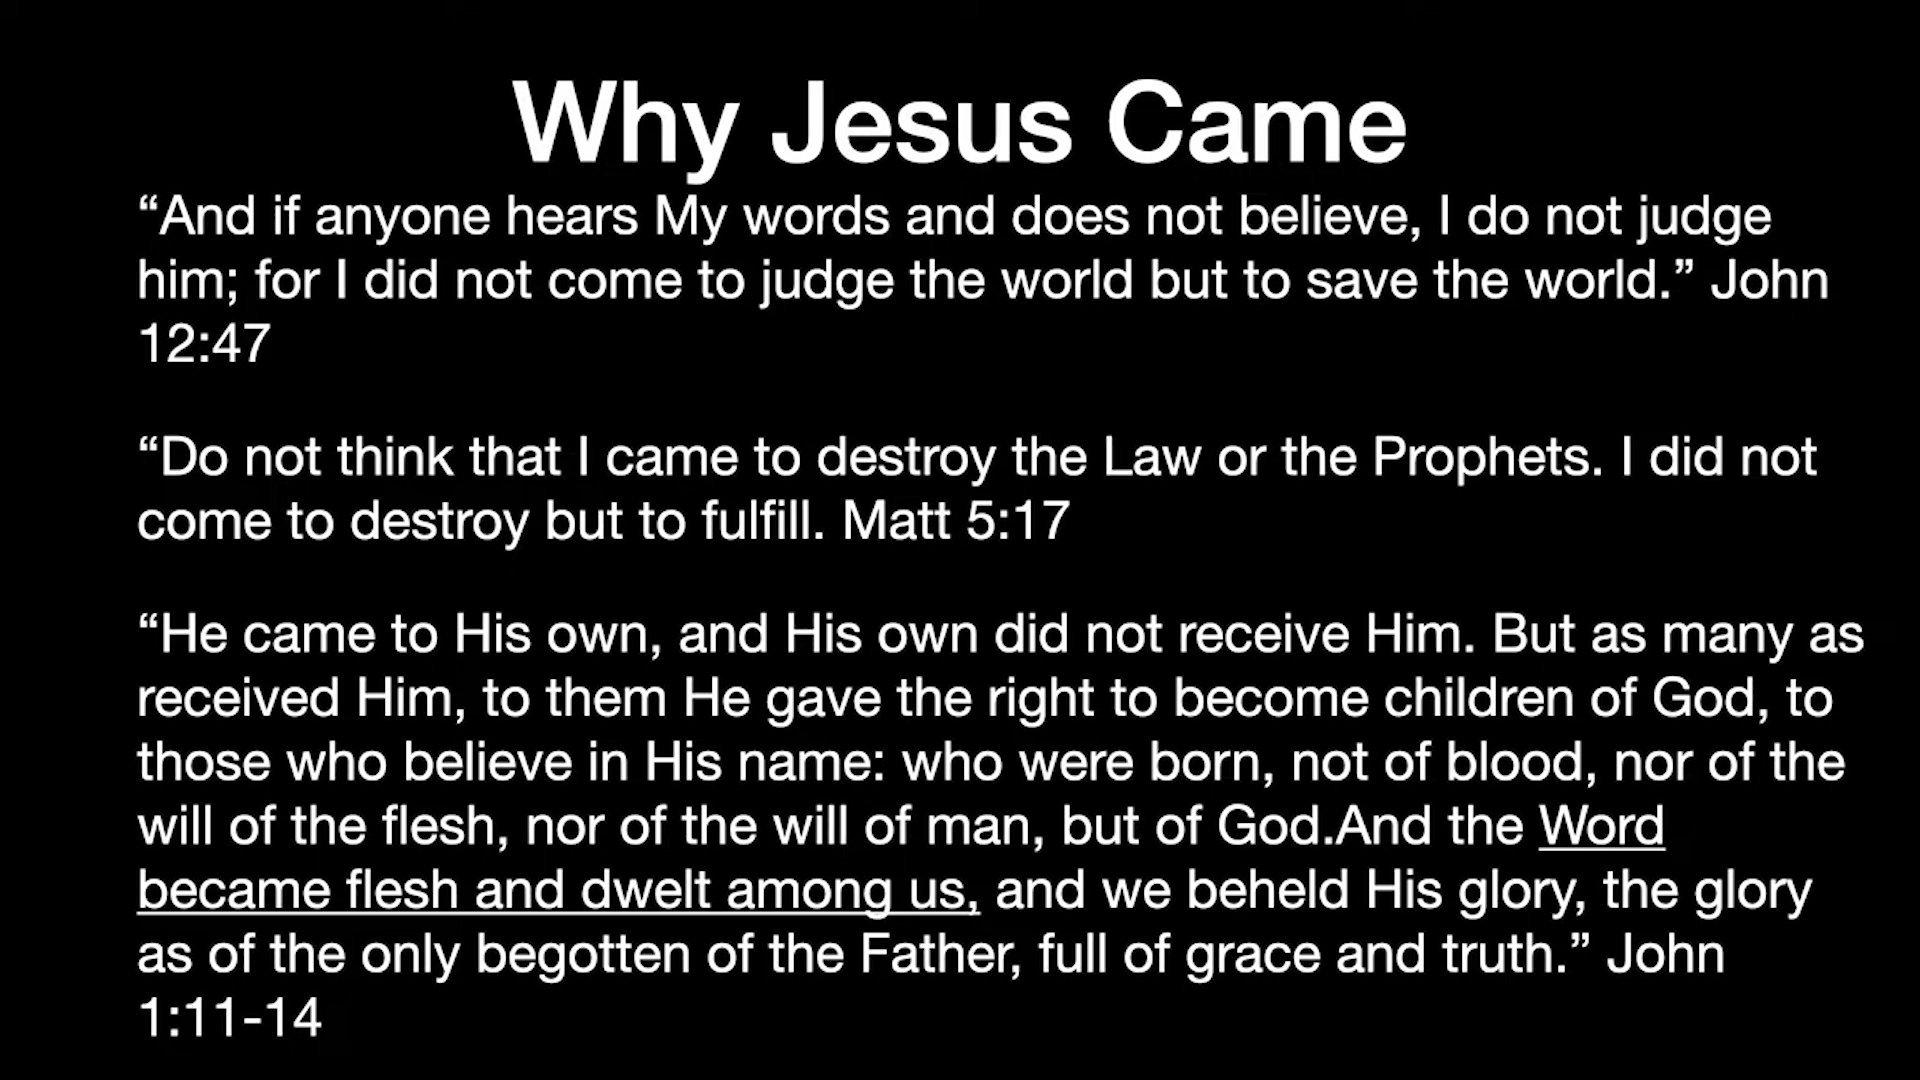 Why Jesus Came
“And if anyone hears My words and does not believe, I do not judge
him; for I did not come to judge the world but to save the world.” John
12:47
“Do not think that I came to destroy the Law or the Prophets. I did not
come to destroy but to fulfill. Matt 5:17
“He came to His own, and His own did not receive Him. But as many as
received Him, to them He gave the right to become children of God, to
those who believe in His name: who were born, not of blood, nor of the
will of the flesh, nor of the will of man, but of God.And the Word
became flesh and dwelt among us, and we beheld His glory, the glory
as of the only begotten of the Father, full of grace and truth.” John
1:11-14